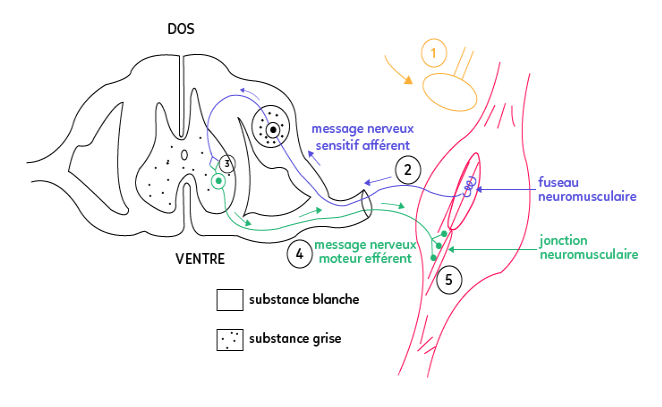 DOS
1
message nerveux
sensitif afférent
2
3
fuseau
neuromusculaire
4
message nerveux
moteur efférent
jonction
neuromusculaire
VENTRE
5
substance blanche
substance grise